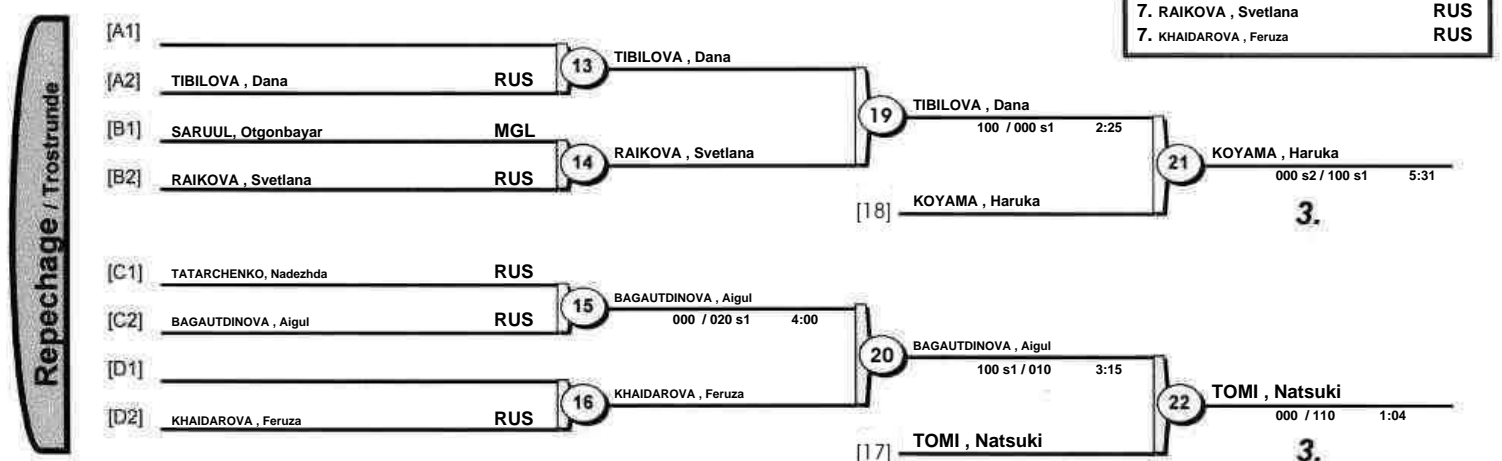 7. RAIKOVA , Svetlana RUS
7. KHAIDAROVA , Feruza RUS
Repechage / Trostrunde
[A1]
13 TIBILOVA , Dana
[A2] TIBILOVA , Dana RUS
19 TIBILOVA , Dana
100 / 000 s1 2:25
[B1] SARUUL, Otgonbayar MGL
14 RAIKOVA , Svetlana
21 KOYAMA , Haruka
000 s2 / 100 s1 5:31
[B2] RAIKOVA , Svetlana RUS
[18] KOYAMA , Haruka
3.
[C1] TATARCHENKO, Nadezhda RUS
15 BAGAUTDINOVA , Aigul
000 / 020 s1 4:00
[C2] BAGAUTDINOVA , Aigul RUS
20 BAGAUTDINOVA , Aigul
100 s1 / 010 3:15
[D1]
16 KHAIDAROVA , Feruza
22 TOMI , Natsuki
000 / 110 1:04
[D2] KHAIDAROVA , Feruza RUS
[17] TOMI , Natsuki
3.